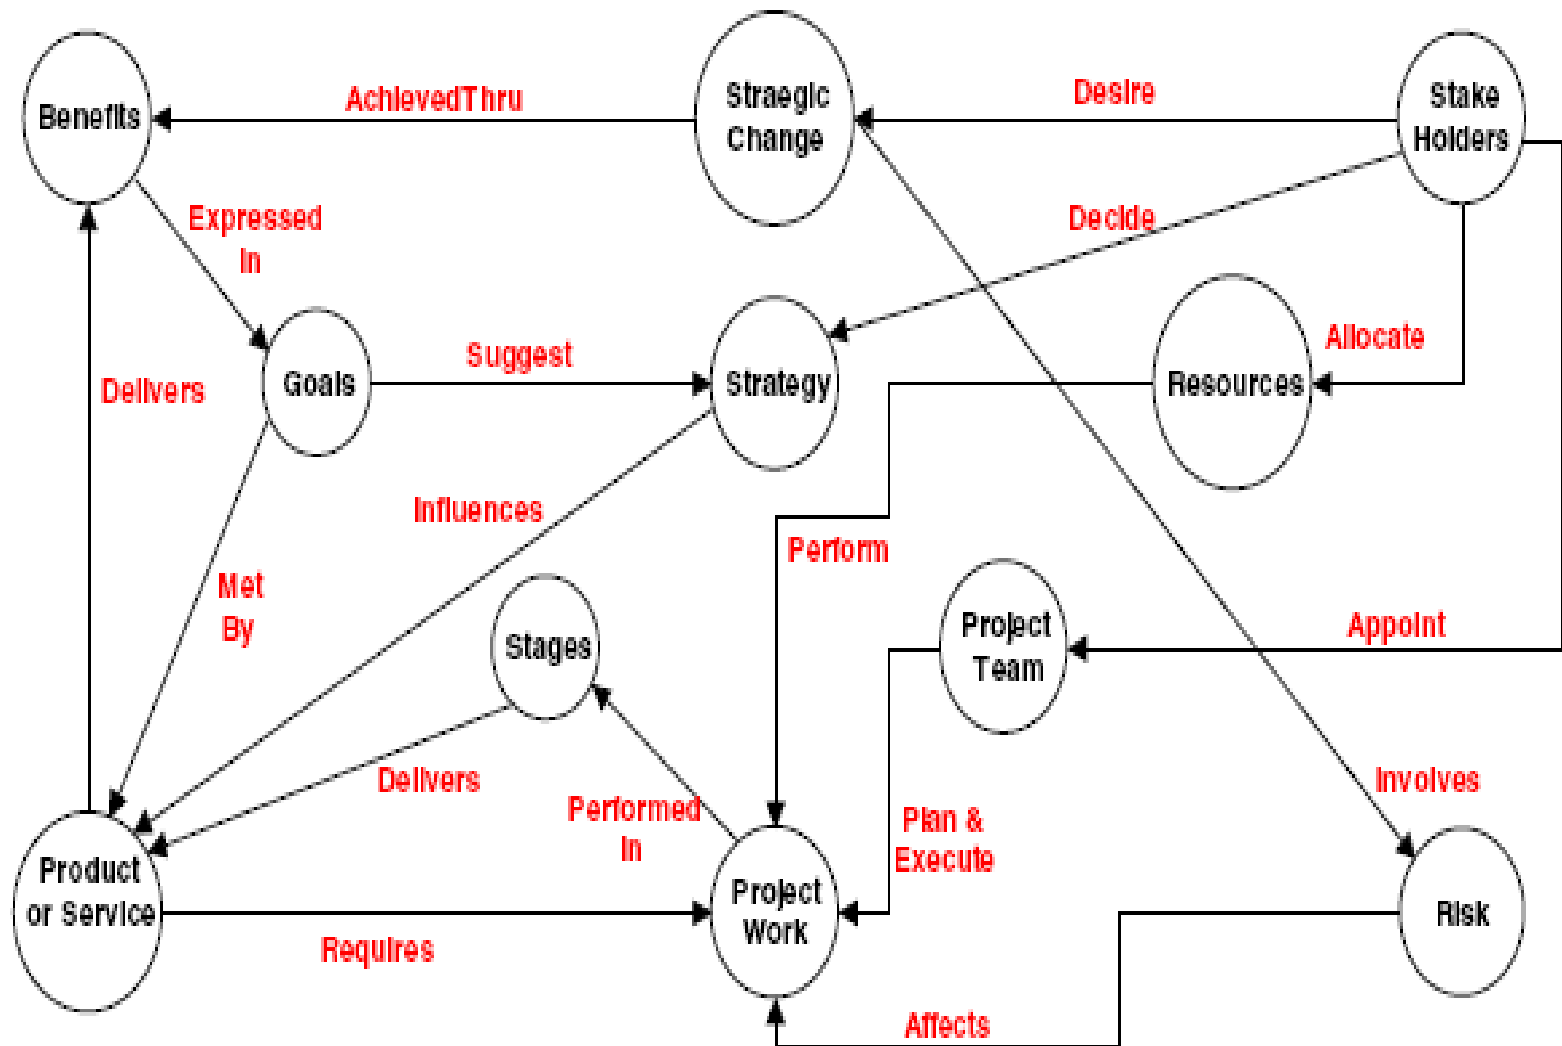 Benefits
AchievedThru
Straegic
Change
Desire
Stake
Holders
Expressed
In
Decide
Delivers
Goals
Suggest
Strategy
Resources
Allocate
Influences
Perform
Met
By
Stages
Project
Team
Appoint
Delivers
Performed
In
Plan &
Execute
Involves
Product
or Service
Requires
Project
Work
Risk
Affects